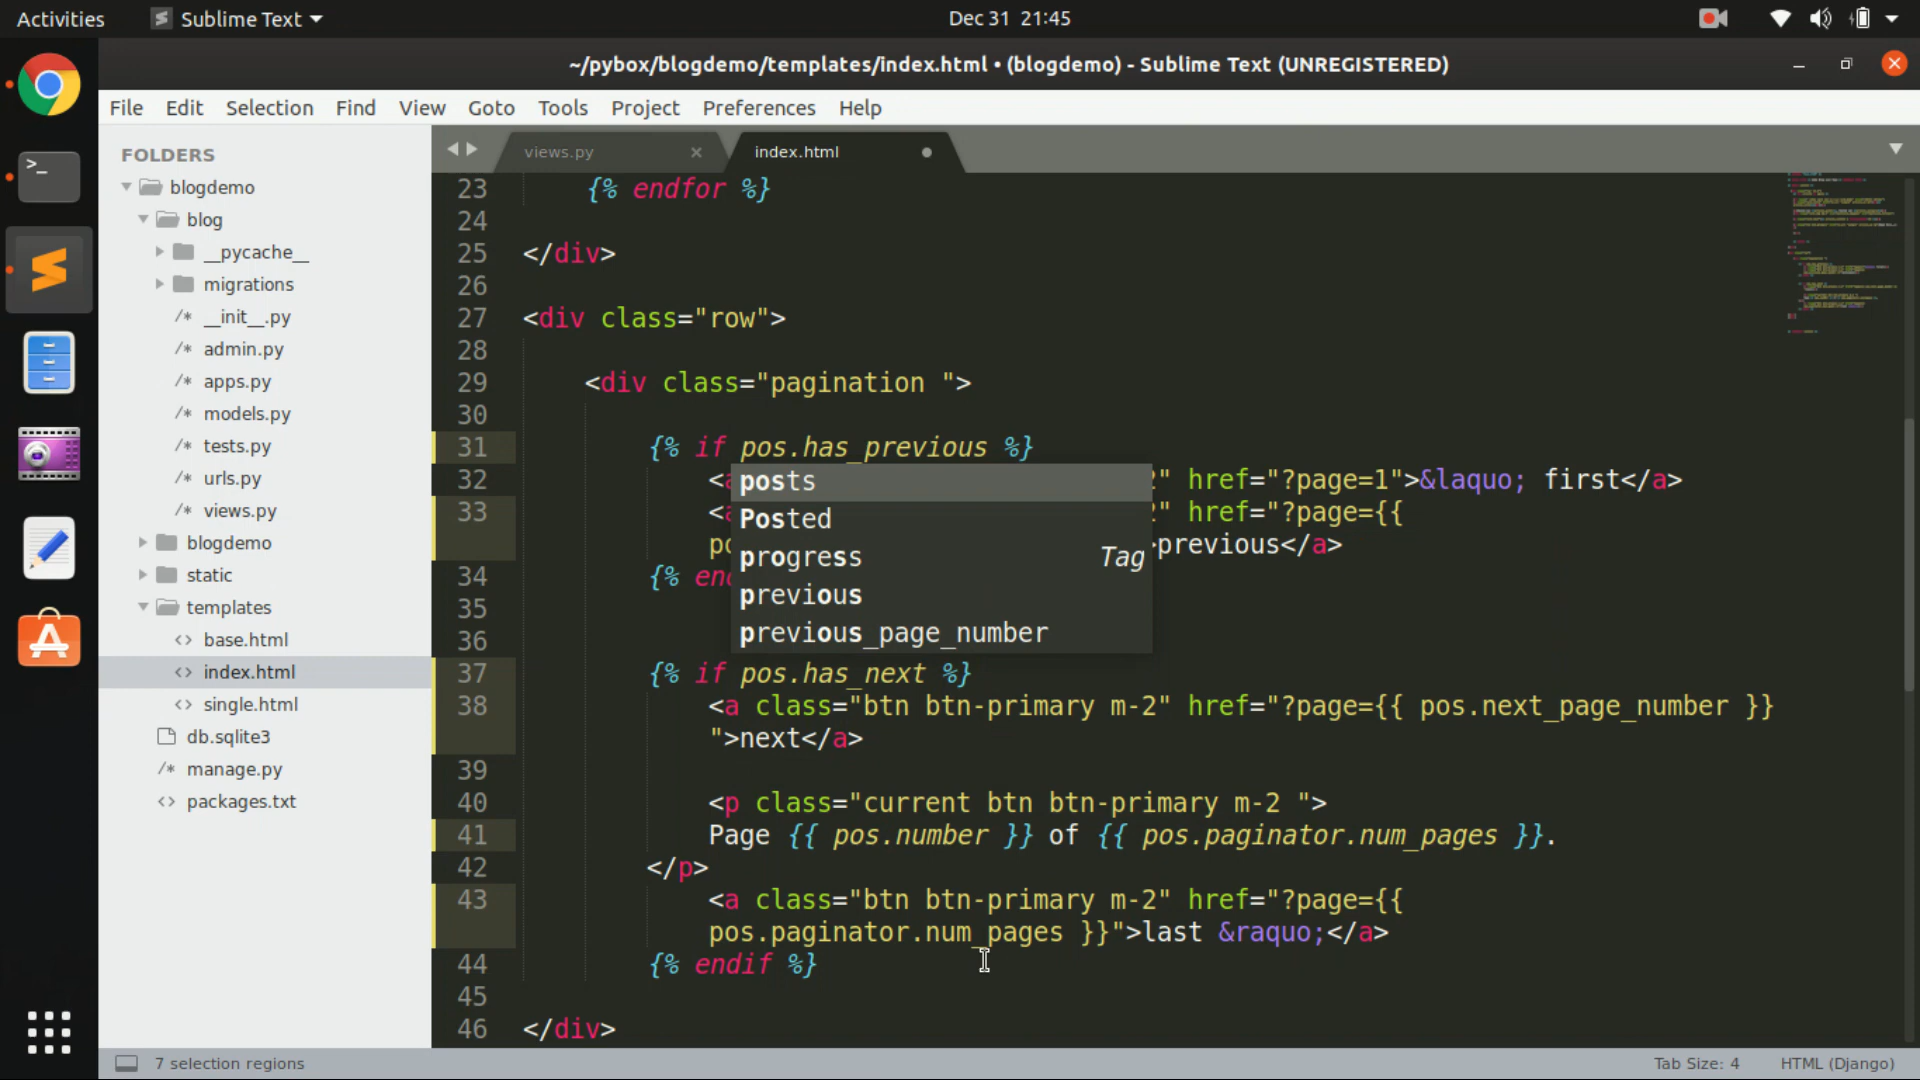 Activities
Sublime Text
Dec 31 21:45
~/pybox/blogdemo/templates/index.html • (blogdemo) - Sublime Text (UNREGISTERED)
File Edit Selection Find View Goto Tools Project Preferences Help
FOLDERS
blogdemo
blog
__pycache__
migrations
/* __init__.py
/* admin.py
/* apps.py
/* models.py
/* tests.py
/* urls.py
/* views.py
blogdemo
static
templates
<> base.html
<> index.html
<> single.html
db.sqlite3
/* manage.py
<> packages.txt
views.py
index.html
23 {% endfor %}
24
25 </div>
26
27 <div class="row">
28
29 <div class="pagination ">
30
31 {% if pos.has_previous %}
32 <a 2" href="?page=1">&laquo; first</a>
33 <a 2" href="?page={{
po >previous</a>
34 {% end
35
36
posts
Posted
progress Tag
previous
previous_page_number
37 {% if pos.has_next %}
38 <a class="btn btn-primary m-2" href="?page={{ pos.next_page_number }}
">next</a>
39
40 <p class="current btn btn-primary m-2 ">
41 Page {{ pos.number }} of {{ pos.paginator.num_pages }}.
42 </p>
43 <a class="btn btn-primary m-2" href="?page={{
pos.paginator.num_pages }}">last &raquo;</a>
44 {% endif %}
45
46 </div>
7 selection regions
Tab Size: 4
HTML (Django)